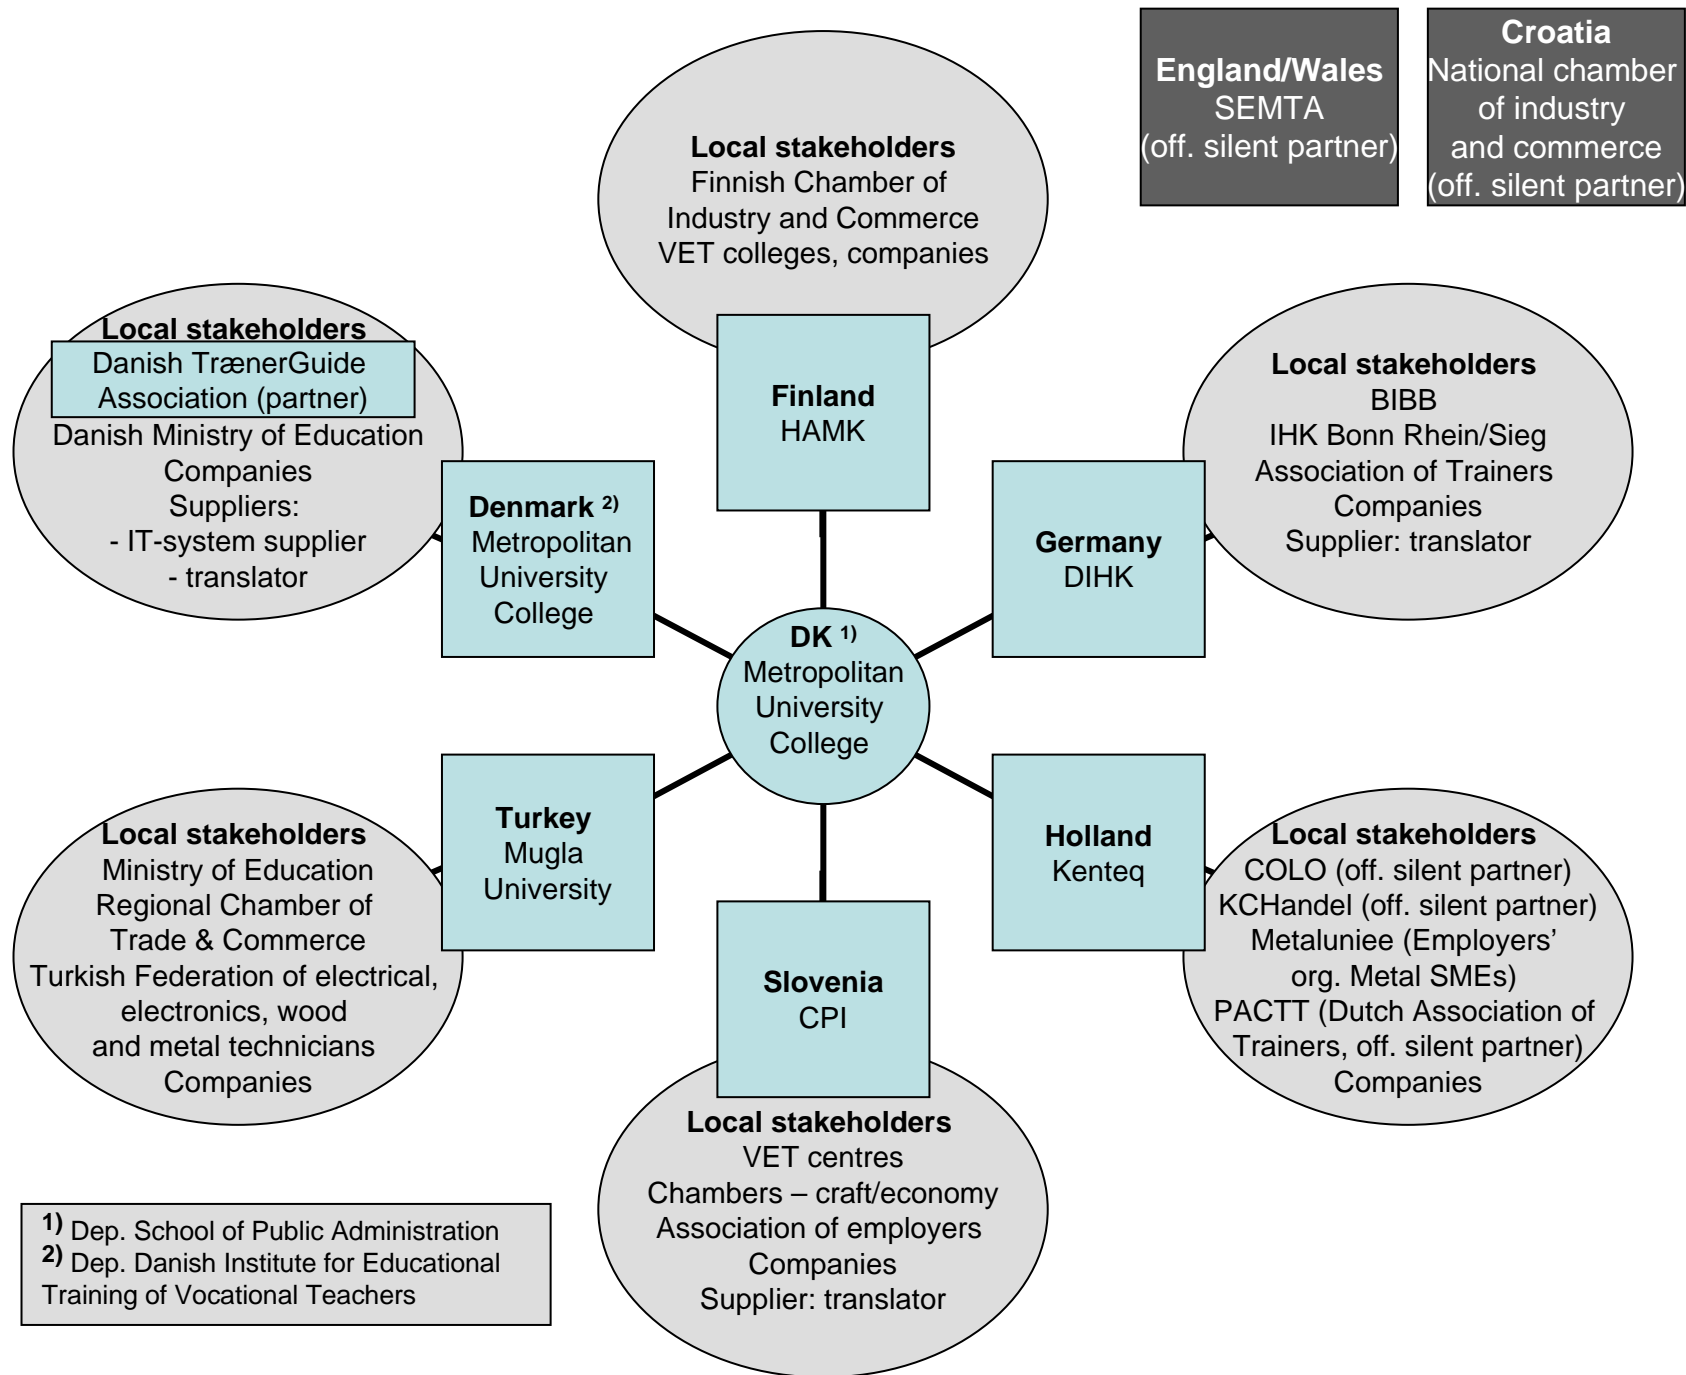 England/Wales
SEMTA
(off. silent partner)
Croatia
National chamber
of industry
and commerce
(off. silent partner)
Local stakeholders
Finnish Chamber of
Industry and Commerce
VET colleges, companies
Finland
HAMK
Local stakeholders
Danish TrænerGuide
Association (partner)
Danish Ministry of Education
Companies
Suppliers:
- IT-system supplier
- translator
Denmark 2)
Metropolitan
University
College
Local stakeholders
BIBB
IHK Bonn Rhein/Sieg
Association of Trainers
Companies
Supplier: translator
Germany
DIHK
DK 1)
Metropolitan
University
College
Turkey
Mugla
University
Local stakeholders
Ministry of Education
Regional Chamber of
Trade & Commerce
Turkish Federation of electrical,
electronics, wood
and metal technicians
Companies
Holland
Kenteq
Local stakeholders
COLO (off. silent partner)
KCHandel (off. silent partner)
Metaluniee (Employers’
org. Metal SMEs)
PACTT (Dutch Association of
Trainers, off. silent partner)
Companies
Slovenia
CPI
Local stakeholders
VET centres
Chambers – craft/economy
Association of employers
Companies
Supplier: translator
1) Dep. School of Public Administration
2) Dep. Danish Institute for Educational
Training of Vocational Teachers